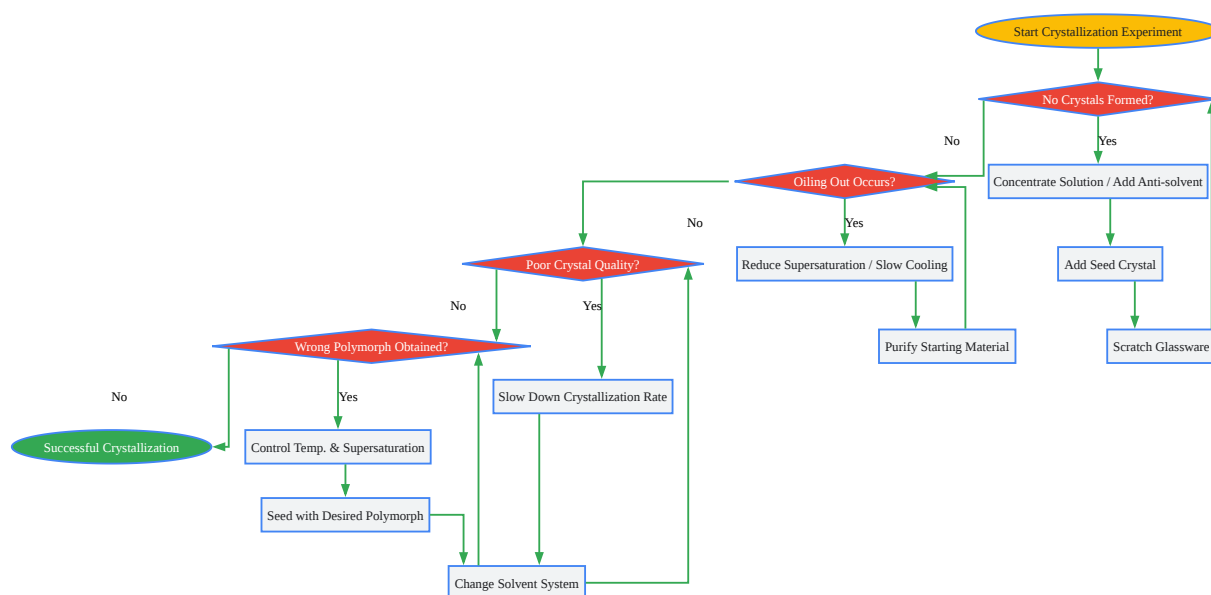 Start Crystallization Experiment
No Crystals Formed?
No
Yes
Oiling Out Occurs?
Concentrate Solution / Add Anti-solvent
No
Yes
Poor Crystal Quality?
Reduce Supersaturation / Slow Cooling
Add Seed Crystal
No
Yes
Wrong Polymorph Obtained?
Purify Starting Material
Scratch Glassware
No
Yes
Slow Down Crystallization Rate
Successful Crystallization
Control Temp. & Supersaturation
Seed with Desired Polymorph
Change Solvent System